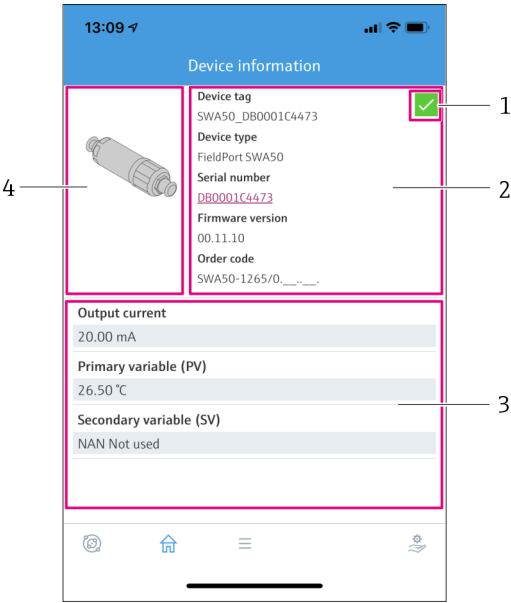 13:09
Device information
Device tag
SWA50_DB0001C4473
Device type
FieldPort SWA50
Serial number
DB0001C4473
Firmware version
00.11.10
Order code
SWA50-1265/0.__..__.
1
2
4
Output current
20.00 mA
Primary variable (PV)
26.50 °C
3
Secondary variable (SV)
NAN Not used